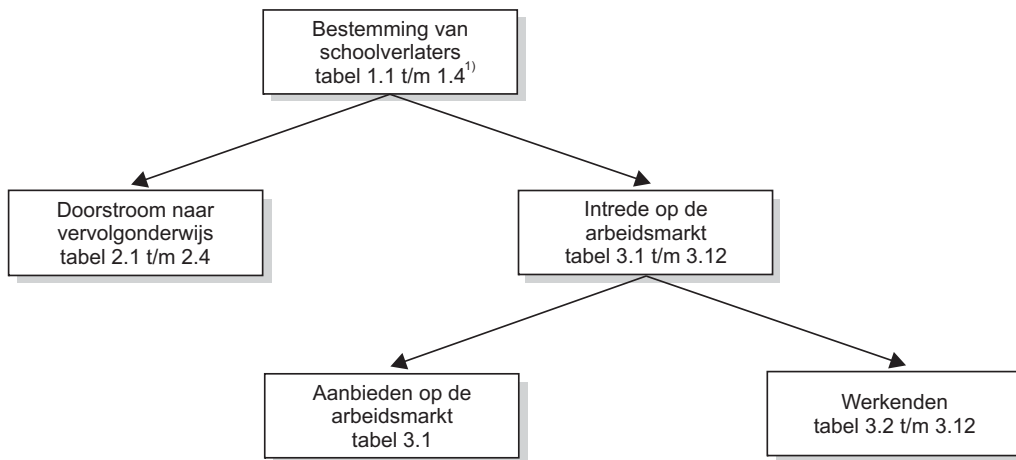 Bestemming van
schoolverlaters
tabel 1.1 t/m 1.4¹⁾
Doorstroom naar
vervolgonderwijs
tabel 2.1 t/m 2.4
Intrede op de
arbeidsmarkt
tabel 3.1 t/m 3.12
Aanbieden op de
arbeidsmarkt
tabel 3.1
Werkenden
tabel 3.2 t/m 3.12